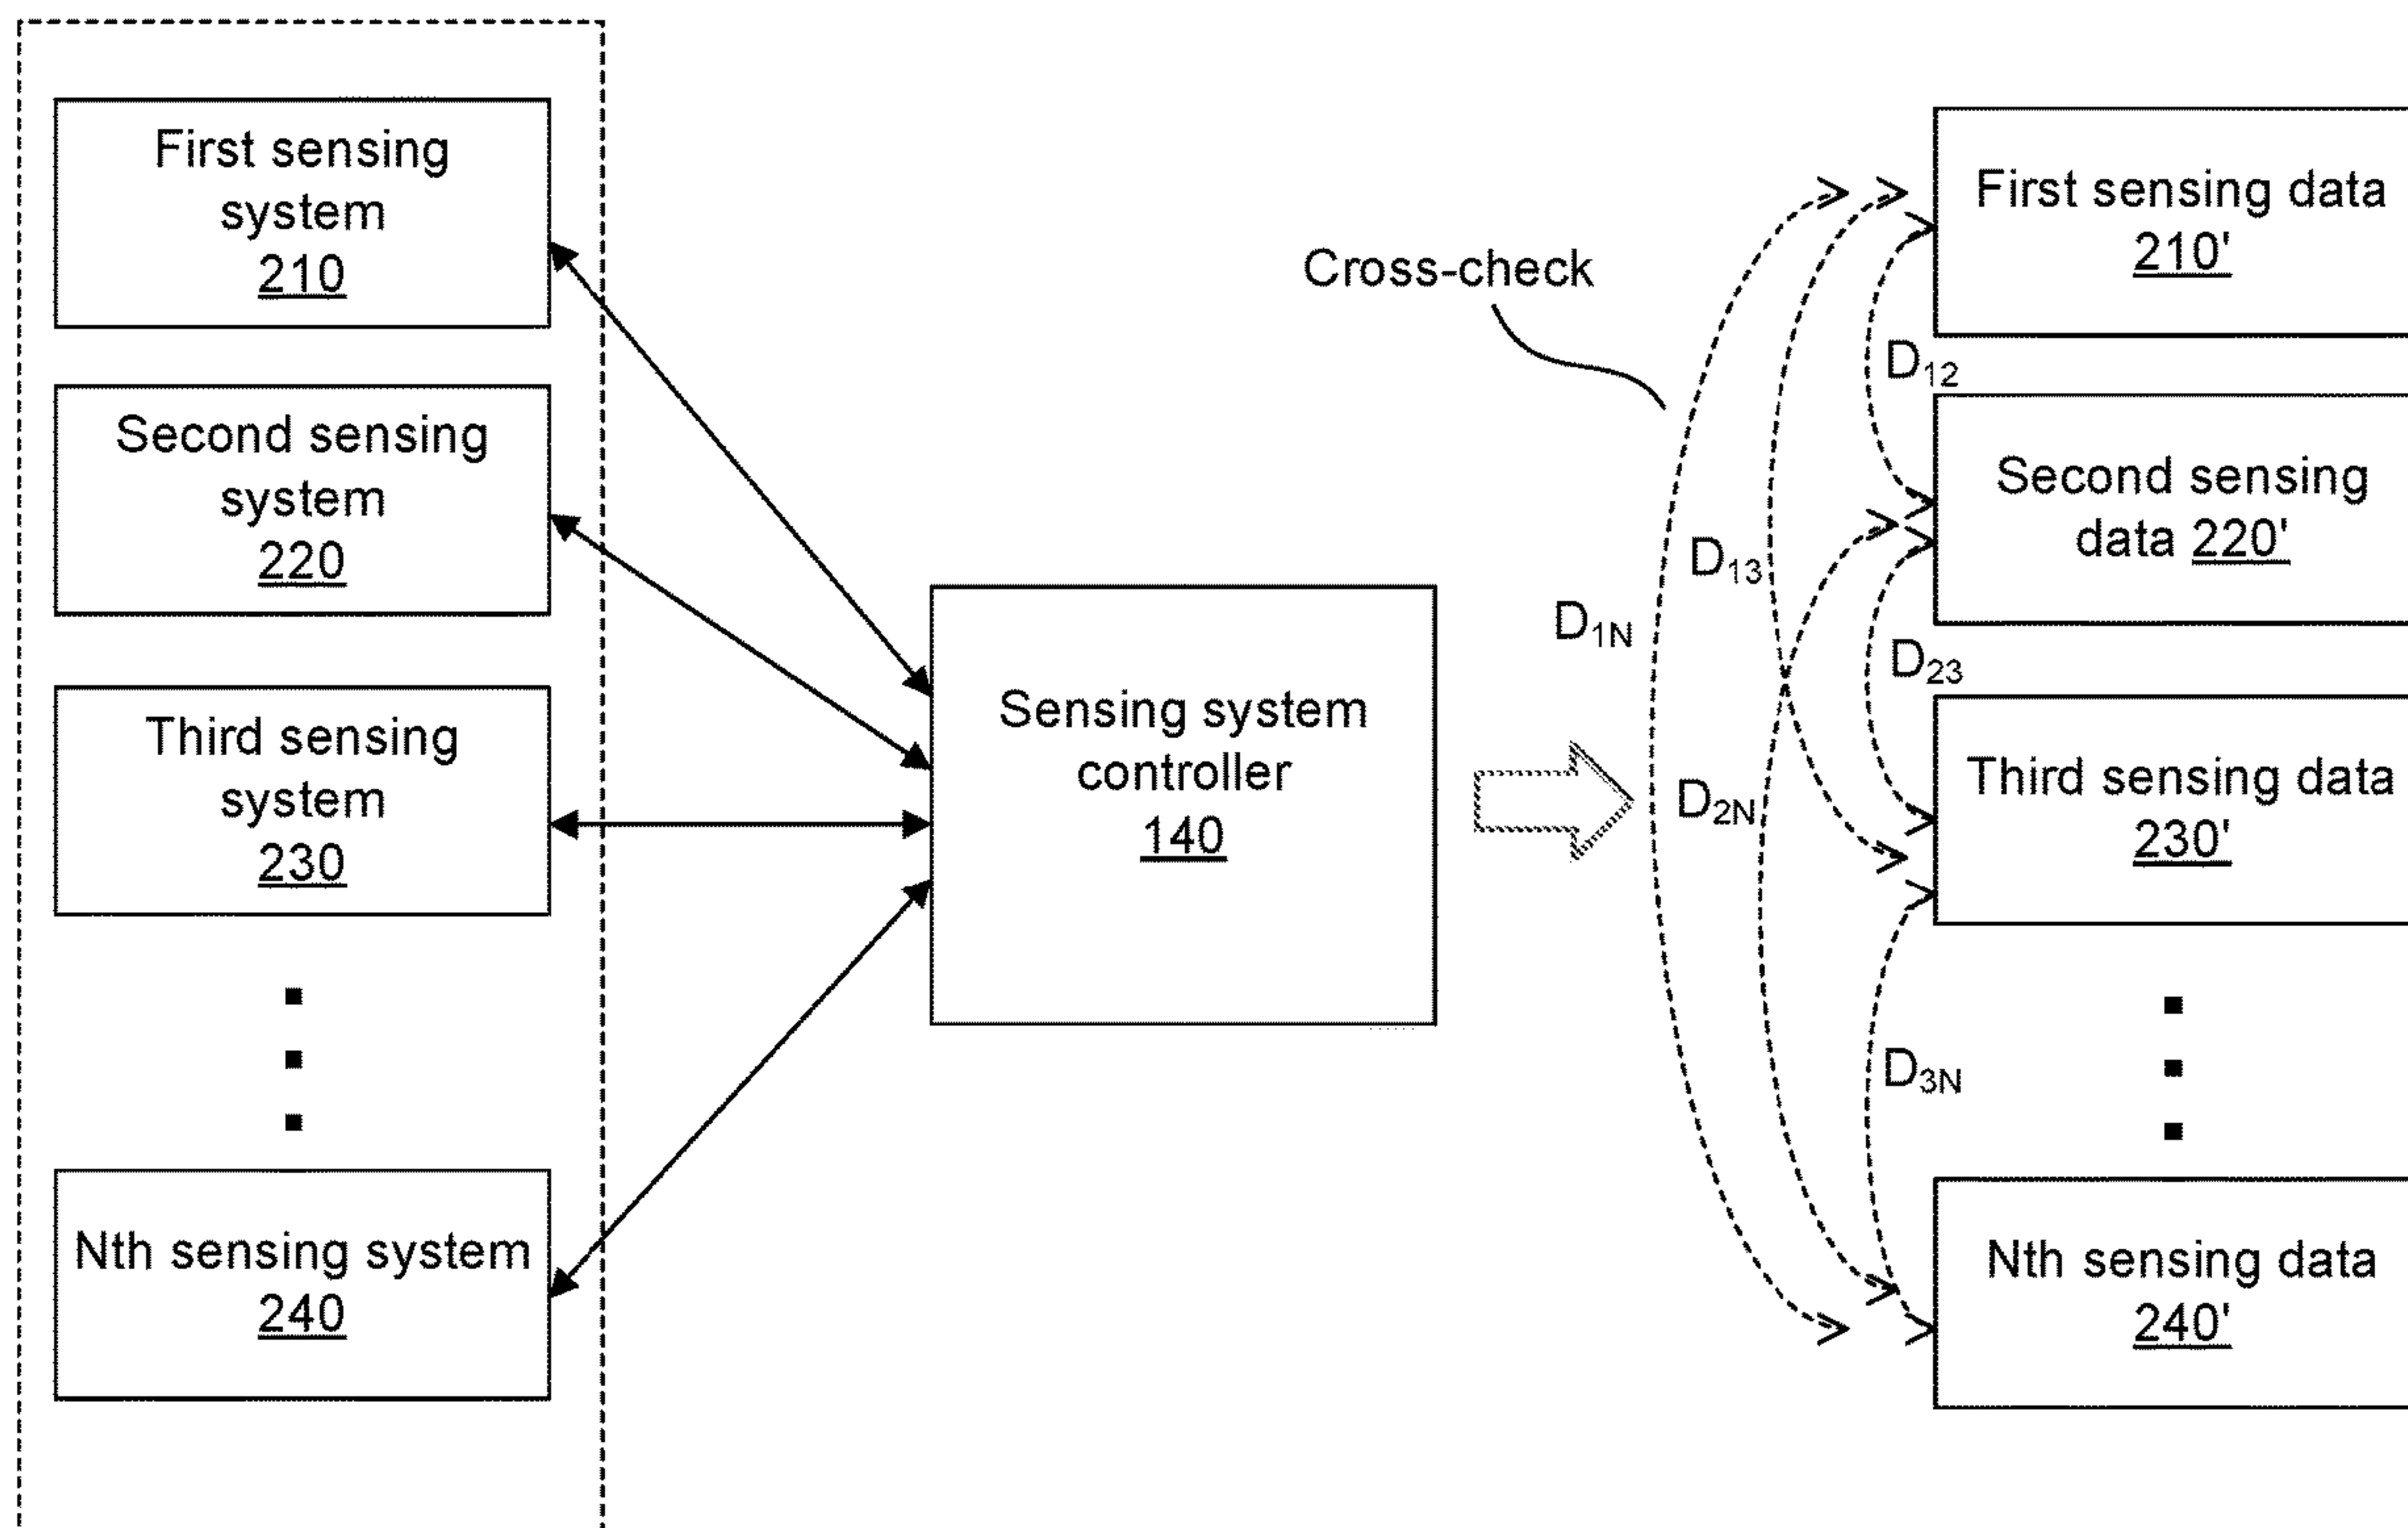 First sensing
system
210
Second sensing
system
220
Third sensing
system
230
Nth sensing system
240
Sensing system
controller
140
Cross-check
D1N
D13
D2N
D12
D23
D3N
First sensing data
210'
Second sensing
data 220'
Third sensing data
230'
Nth sensing data
240'